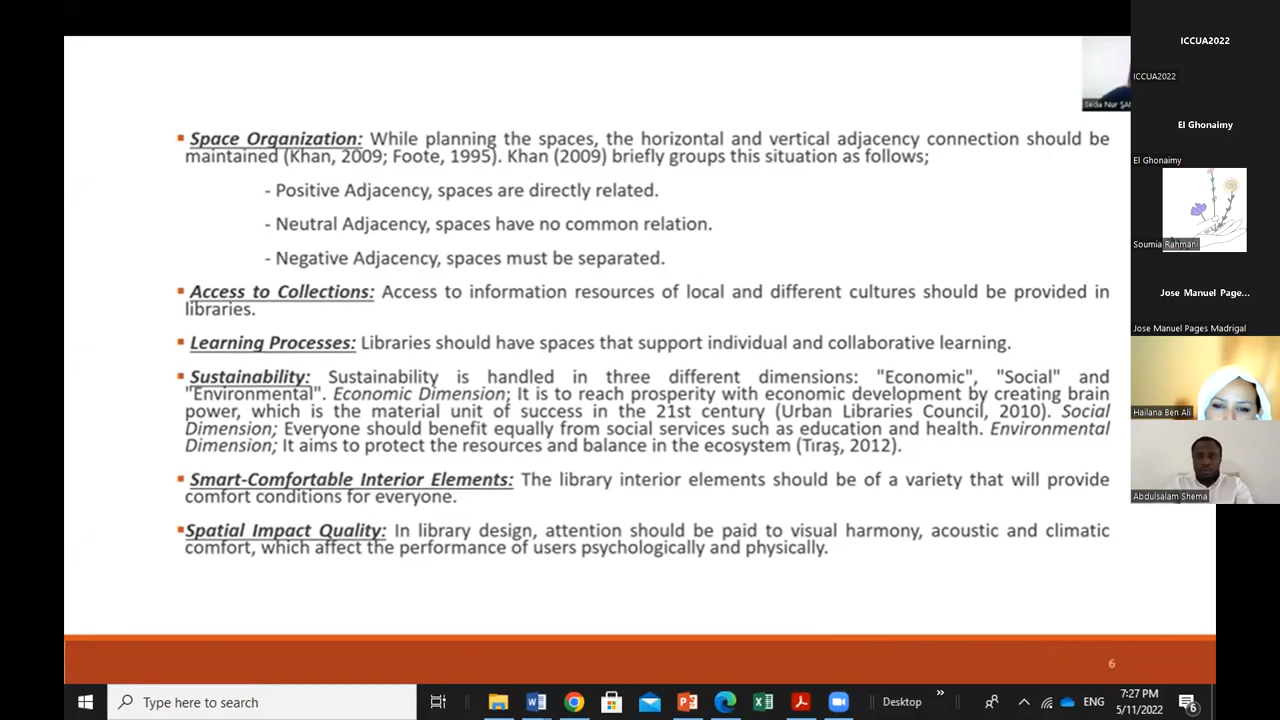 Space Organization: While planning the spaces, the horizontal and vertical adjacency connection should be
maintained (Khan, 2009; Foote, 1995). Khan (2009) briefly groups this situation as follows;
- Positive Adjacency, spaces are directly related.
- Neutral Adjacency, spaces have no common relation.
- Negative Adjacency, spaces must be separated.
Access to Collections: Access to information resources of local and different cultures should be provided in
libraries.
Learning Processes: Libraries should have spaces that support individual and collaborative learning.
Sustainability: Sustainability is handled in three different dimensions: "Economic", "Social" and
"Environmental". Economic Dimension; It is to reach prosperity with economic development by creating brain
power, which is the material unit of success in the 21st century (Urban Libraries Council, 2010). Social
Dimension; Everyone should benefit equally from social services such as education and health. Environmental
Dimension; It aims to protect the resources and balance in the ecosystem (Tıraş, 2012).
Smart-Comfortable Interior Elements: The library interior elements should be of a variety that will provide
comfort conditions for everyone.
Spatial Impact Quality: In library design, attention should be paid to visual harmony, acoustic and climatic
comfort, which affect the performance of users psychologically and physically.
6
Seda Nur
ICCUA2022
ICCUA2022
El Ghonaimy
El Ghonaimy
Soumia Rahmani
Jose Manuel Page...
Jose Manuel Pages Madrigal
Hailana Ben Ali
Abdulsalam Shema
Type here to search
Desktop
»
ENG
7:27 PM
5/11/2022
6